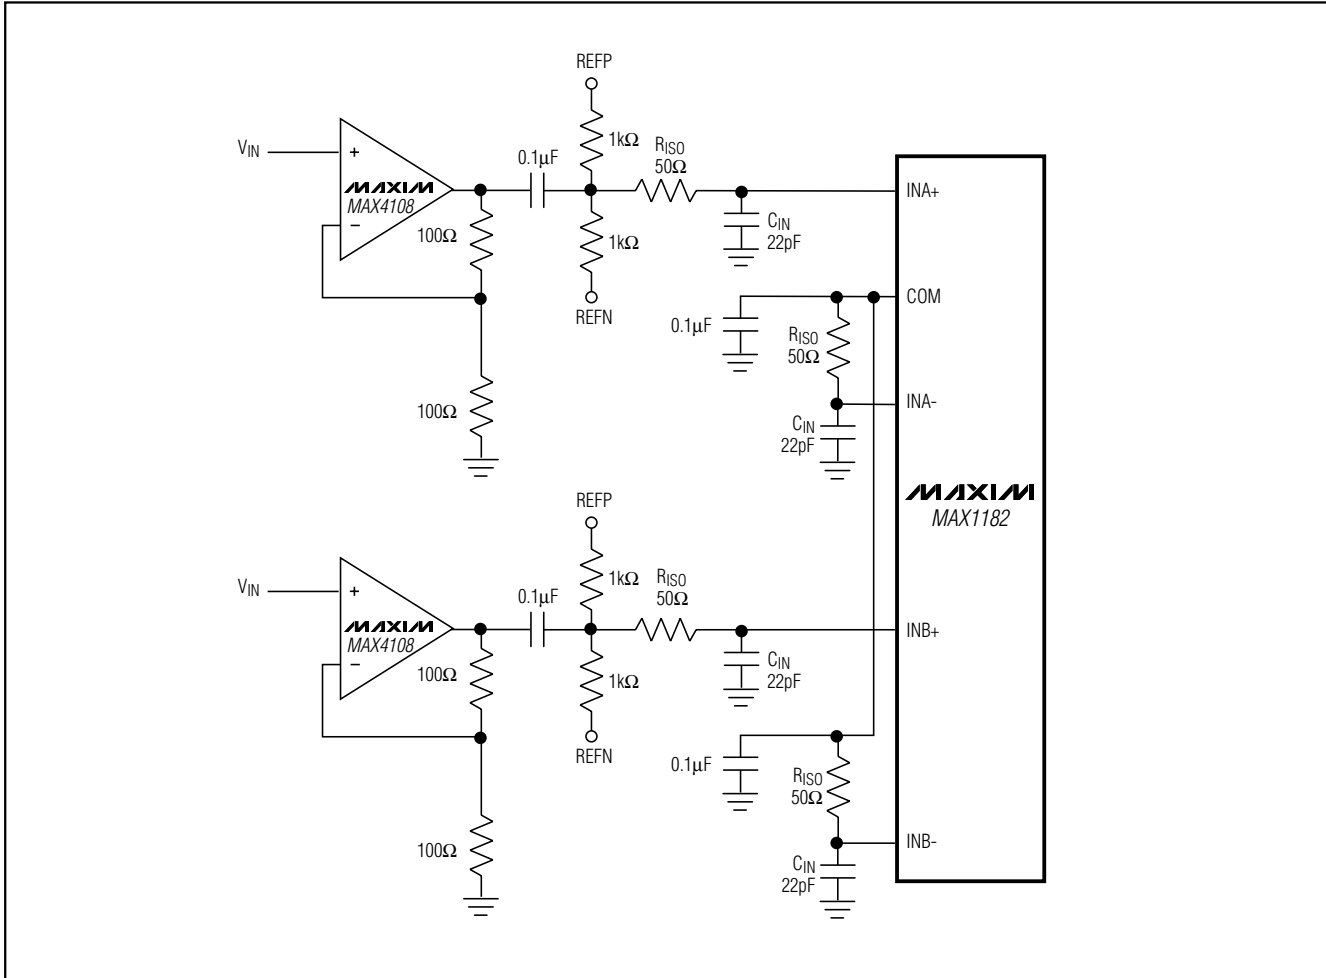 REFP
1kΩ
RISO
50Ω
0.1µF
VIN
+
MAXIM
MAX4108
−
100Ω
1kΩ
REFN
CIN
22pF
INA+
COM
0.1µF
RISO
50Ω
100Ω
INA-
CIN
22pF
MAXIM
MAX1182
REFP
1kΩ
RISO
50Ω
0.1µF
VIN
+
MAXIM
MAX4108
−
100Ω
1kΩ
REFN
CIN
22pF
INB+
0.1µF
RISO
50Ω
100Ω
INB-
CIN
22pF